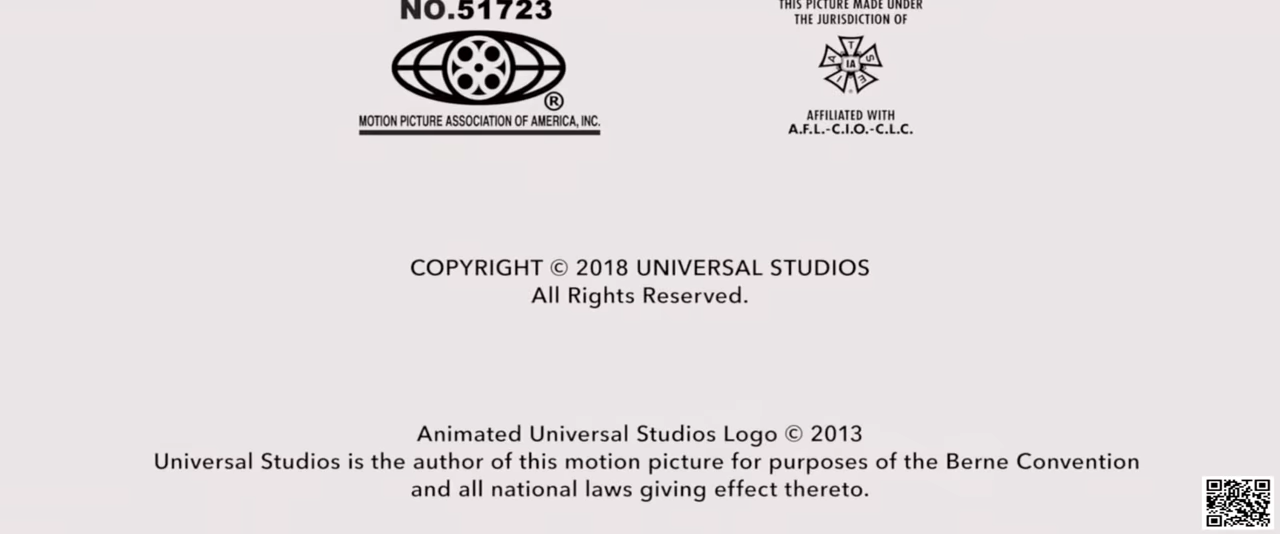 NO.51723
THIS PICTURE MADE UNDER
THE JURISDICTION OF
I A T S E
IA
®
MOTION PICTURE ASSOCIATION OF AMERICA, INC.
AFFILIATED WITH
A.F.L.-C.I.O.-C.L.C.
COPYRIGHT © 2018 UNIVERSAL STUDIOS
All Rights Reserved.
Animated Universal Studios Logo © 2013
Universal Studios is the author of this motion picture for purposes of the Berne Convention
and all national laws giving effect thereto.